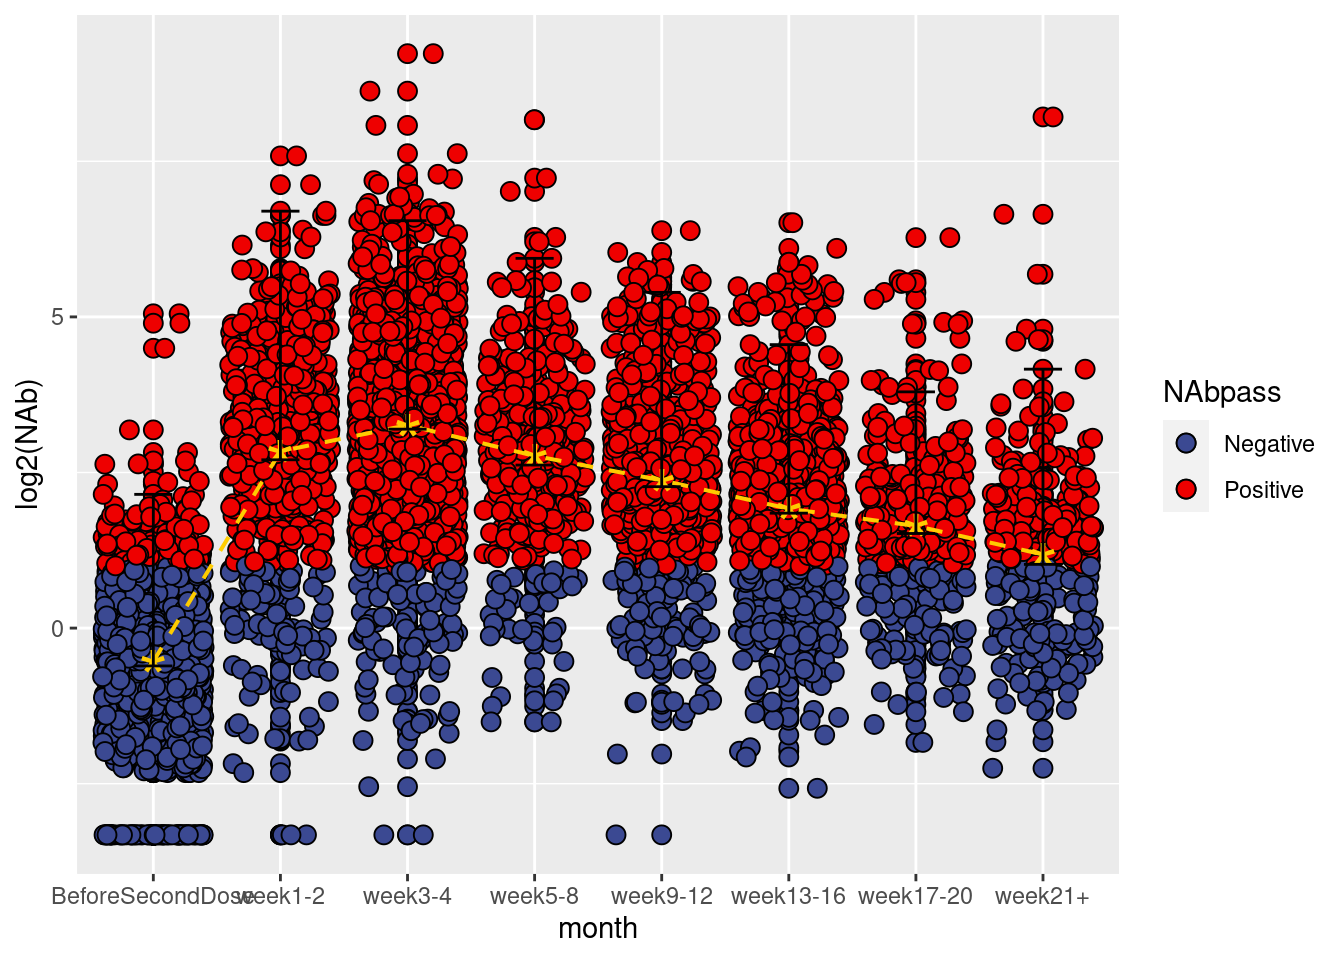 log2(NAb)
5
0
BeforeSecondDose
week1-2
week3-4
week5-8
week9-12
week13-16
week17-20
week21+
month
NAbpass
Negative
Positive